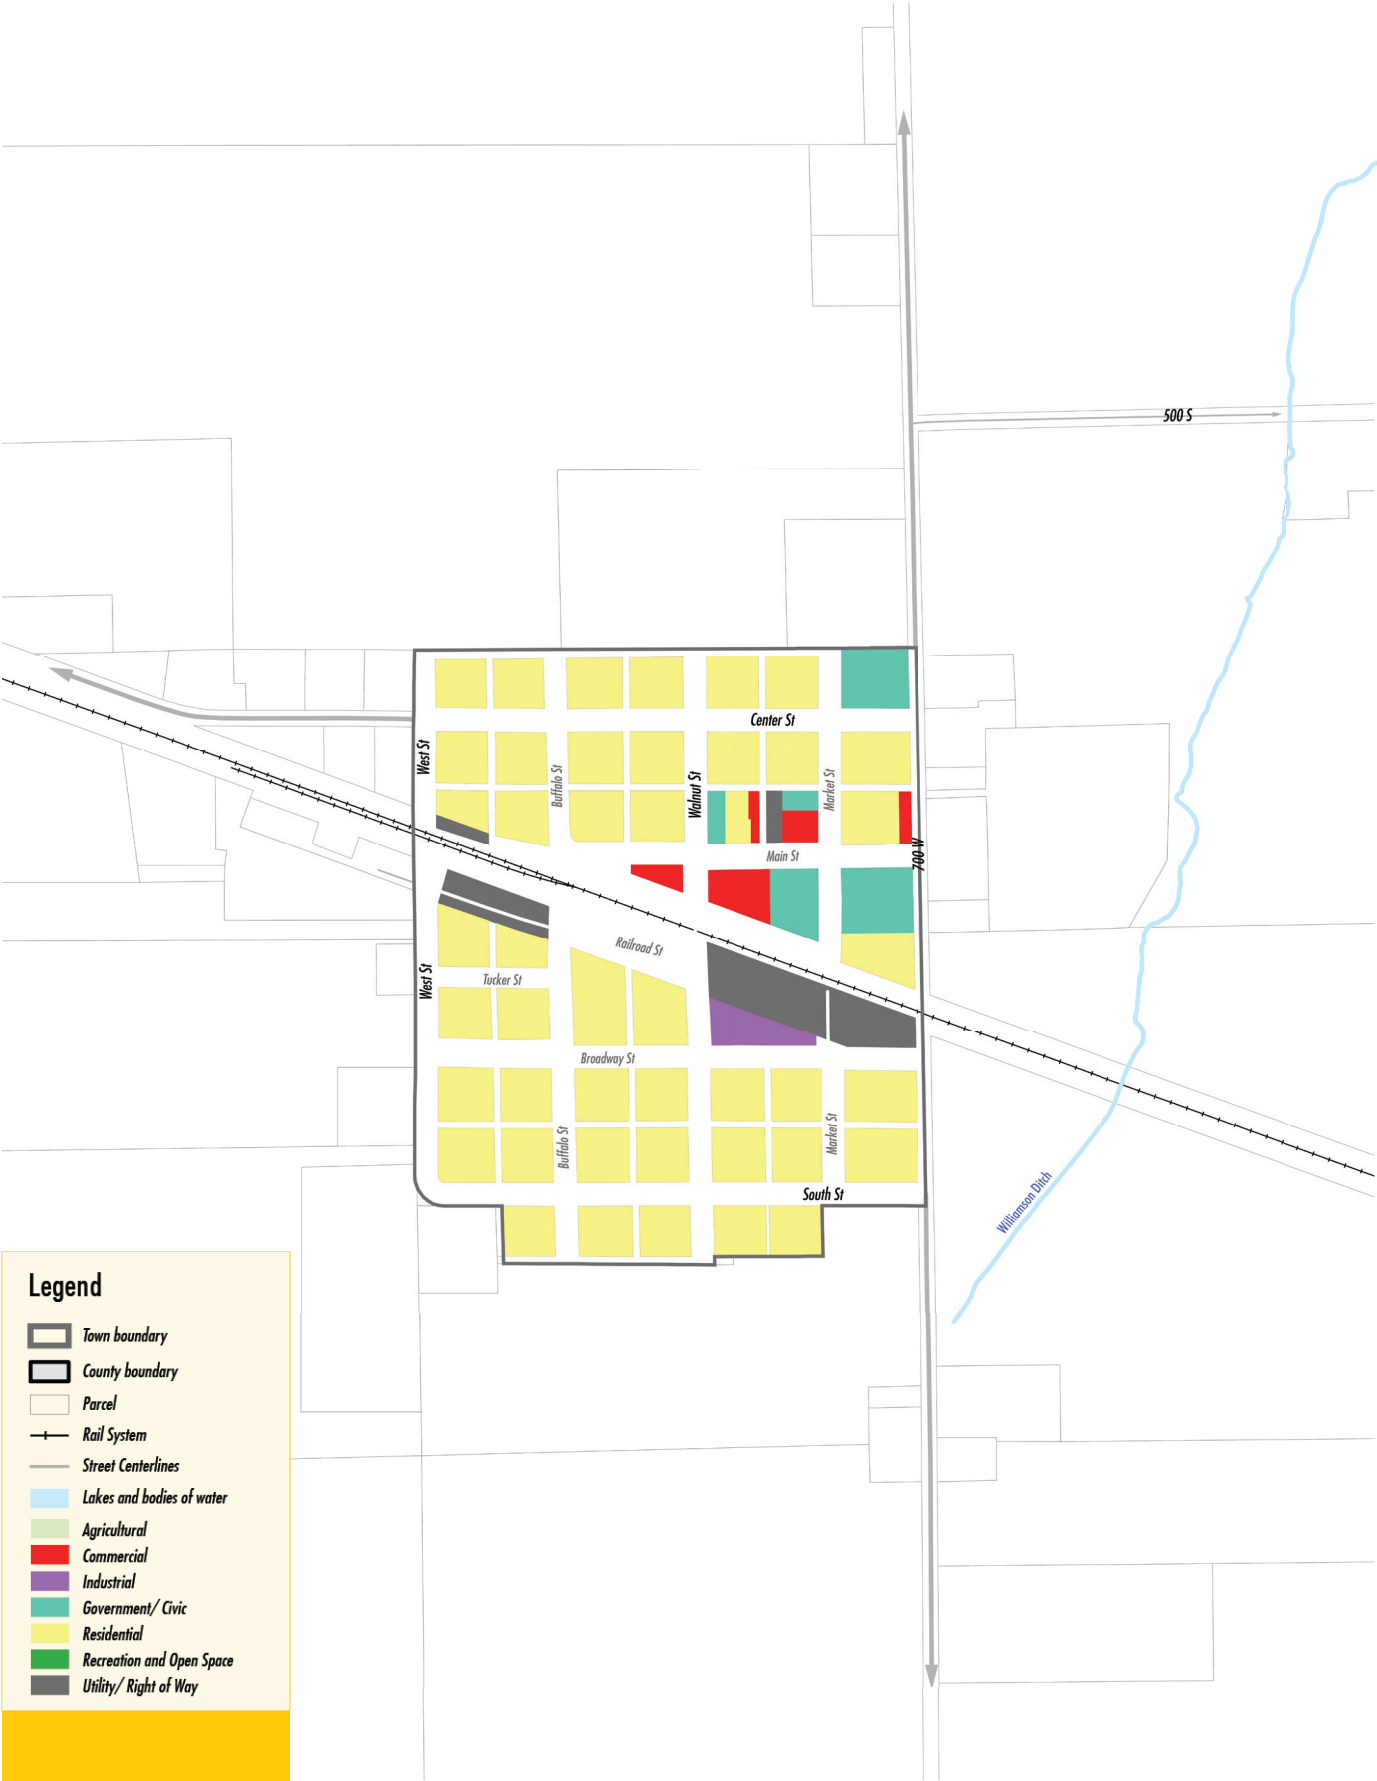 500 S
Center St
West St
Buffalo St
Walnut St
Market St
Main St
700 W
Railroad St
West St
Tucker St
Broadway St
Buffalo St
Market St
South St
Williamson Ditch
Legend
Town boundary
County boundary
Parcel
Rail System
Street Centerlines
Lakes and bodies of water
Agricultural
Commercial
Industrial
Government/ Civic
Residential
Recreation and Open Space
Utility/ Right of Way